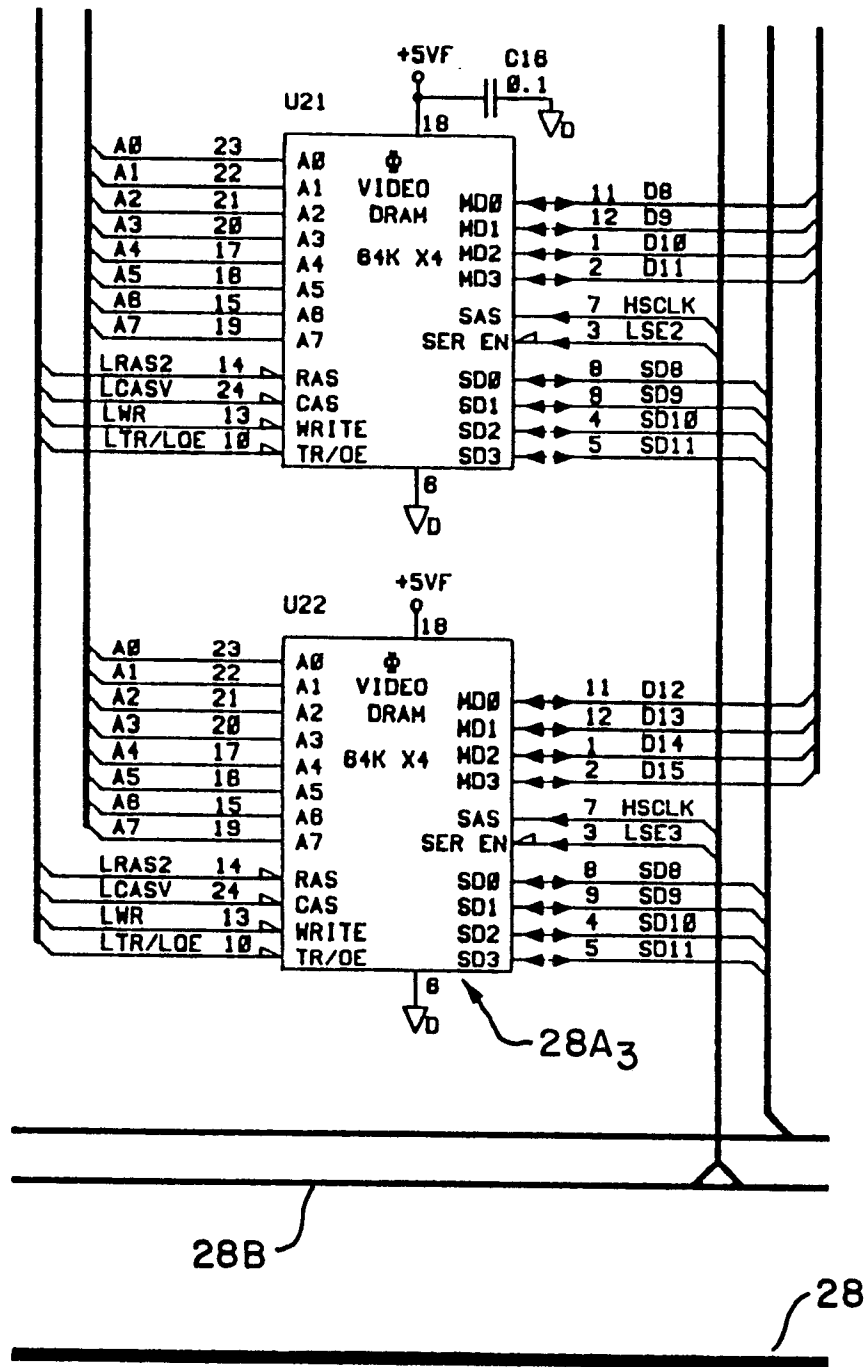 +5VF
C18
0.1
U21
18
D
A0 23 A0 Φ
A1 22 A1 VIDEO
A2 21 A2 DRAM MD0 11 D8
A3 20 A3 MD1 12 D9
A4 17 A4 64K X4 MD2 1 D10
A5 18 A5 MD3 2 D11
A6 15 A6 SAS 7 HSCLK
A7 19 A7 SER EN 3 LSE2
LRAS2 14 RAS SD0 8 SD8
LCASV 24 CAS SD1 8 SD9
LWR 13 WRITE SD2 4 SD10
LTR/LOE 10 TR/OE SD3 5 SD11
6
D
+5VF
U22
18
A0 23 A0 Φ
A1 22 A1 VIDEO
A2 21 A2 DRAM MD0 11 D12
A3 20 A3 MD1 12 D13
A4 17 A4 64K X4 MD2 1 D14
A5 18 A5 MD3 2 D15
A6 15 A6 SAS 7 HSCLK
A7 19 A7 SER EN 3 LSE3
LRAS2 14 RAS SD0 8 SD8
LCASV 24 CAS SD1 9 SD9
LWR 13 WRITE SD2 4 SD10
LTR/LOE 10 TR/OE SD3 5 SD11
6
D
28A3
28B
28